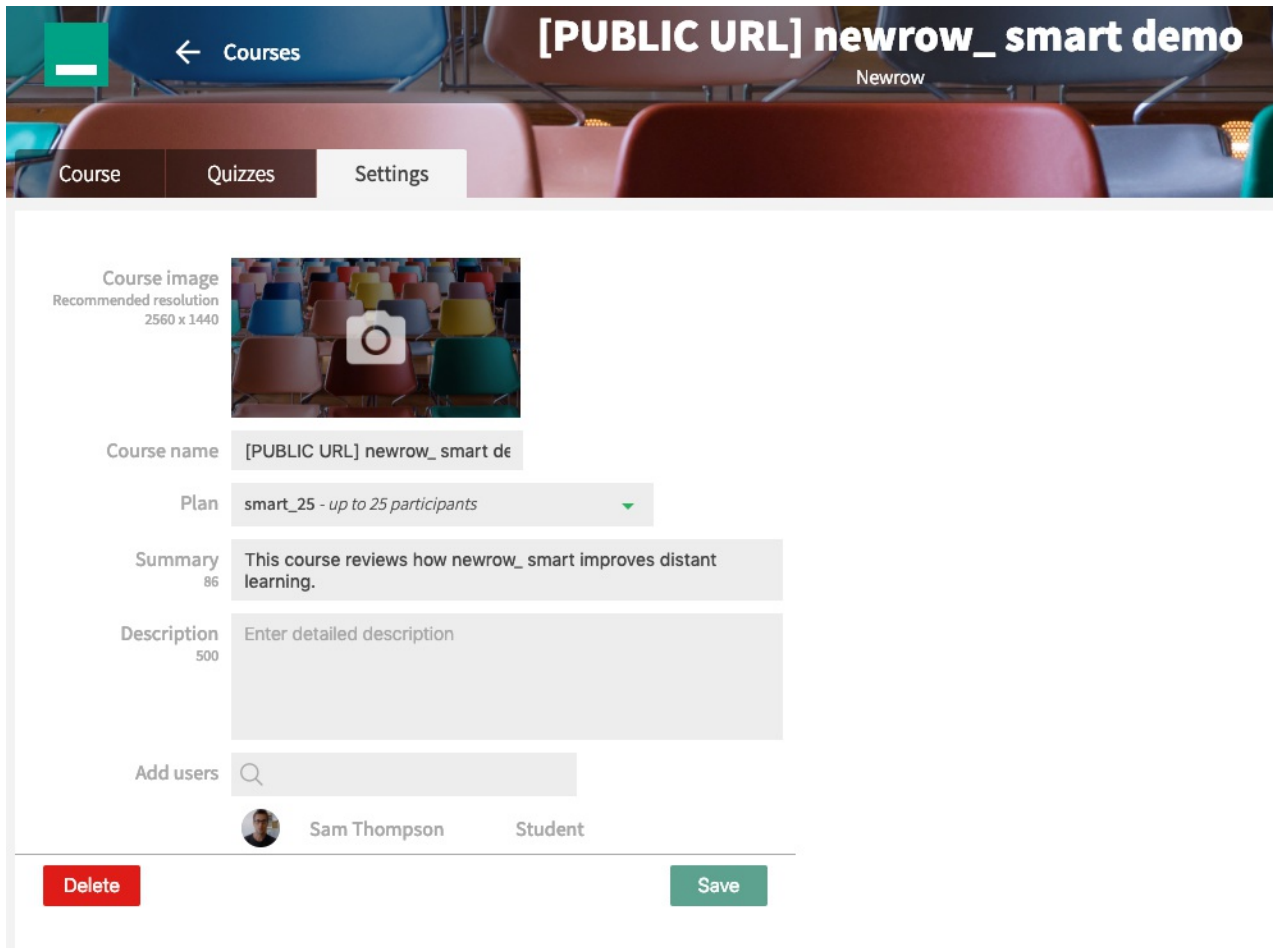 ← Courses
[PUBLIC URL] newrow_ smart demo
Newrow
Course
Quizzes
Settings
Course image
Recommended resolution
2560 x 1440
Course name
[PUBLIC URL] newrow_ smart de
Plan
smart_25 - up to 25 participants
Summary
86
This course reviews how newrow_ smart improves distant
learning.
Description
500
Enter detailed description
Add users
Sam Thompson Student
Delete
Save